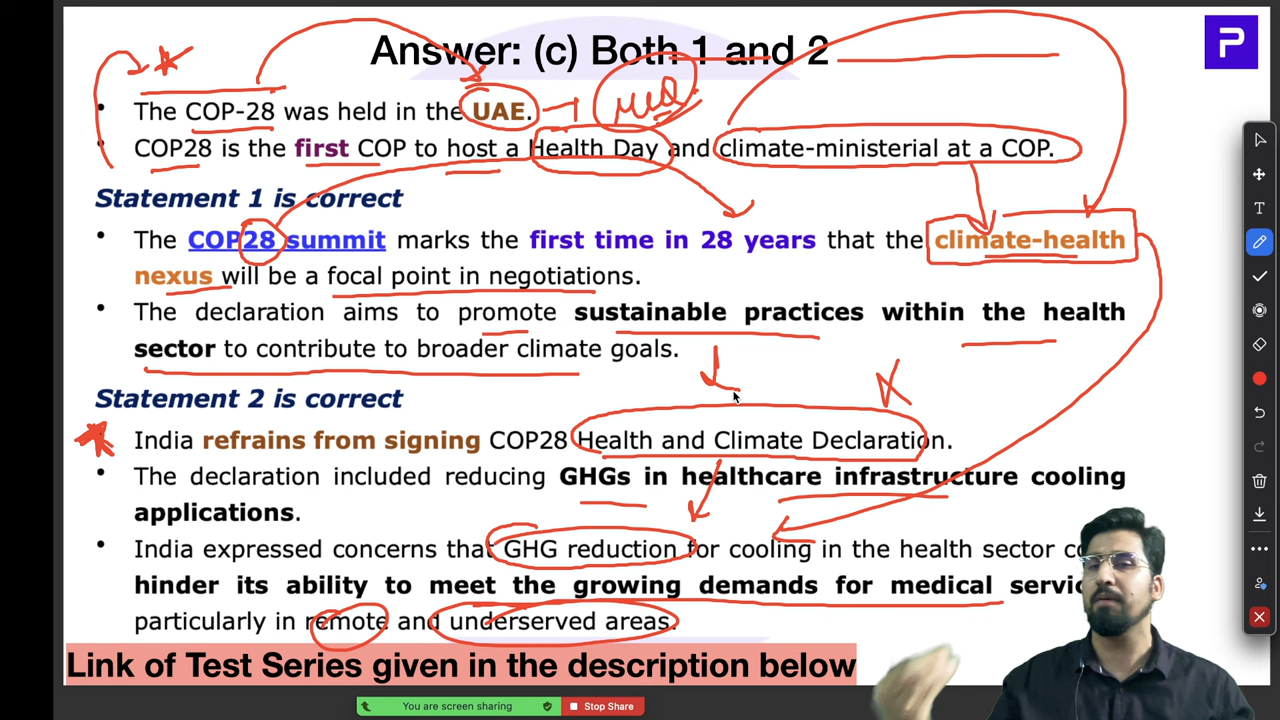 Answer: (c) Both 1 and 2
P
• The COP-28 was held in the UAE.
• COP28 is the first COP to host a Health Day and climate-ministerial at a COP.
Statement 1 is correct
• The COP28 summit marks the first time in 28 years that the climate-health
nexus will be a focal point in negotiations.
• The declaration aims to promote sustainable practices within the health
sector to contribute to broader climate goals.
Statement 2 is correct
India refrains from signing COP28 Health and Climate Declaration.
• The declaration included reducing GHGs in healthcare infrastructure cooling
applications.
• India expressed concerns that GHG reduction for cooling in the health sector
hinder its ability to meet the growing demands for medical
particularly in remote and underserved areas.
Link of Test Series given in the description below
You are screen sharing
Stop Share